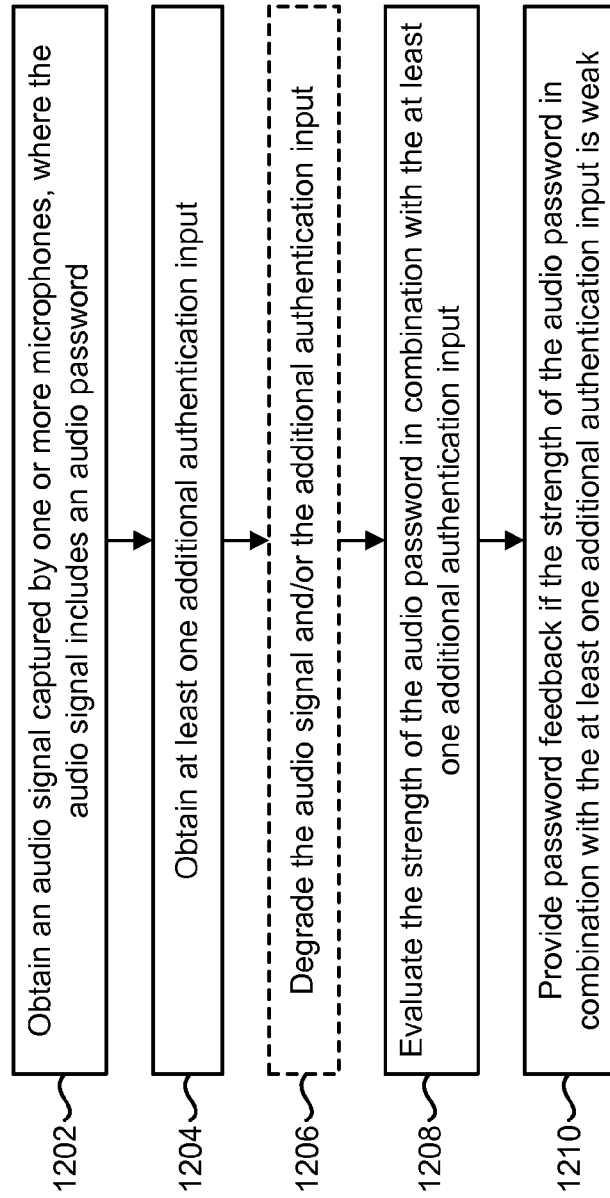 1202
Obtain an audio signal captured by one or more microphones, where the
audio signal includes an audio password
1204
Obtain at least one additional authentication input
1206
Degrade the audio signal and/or the additional authentication input
1208
Evaluate the strength of the audio password in combination with the at least
one additional authentication input
1210
Provide password feedback if the strength of the audio password in
combination with the at least one additional authentication input is weak